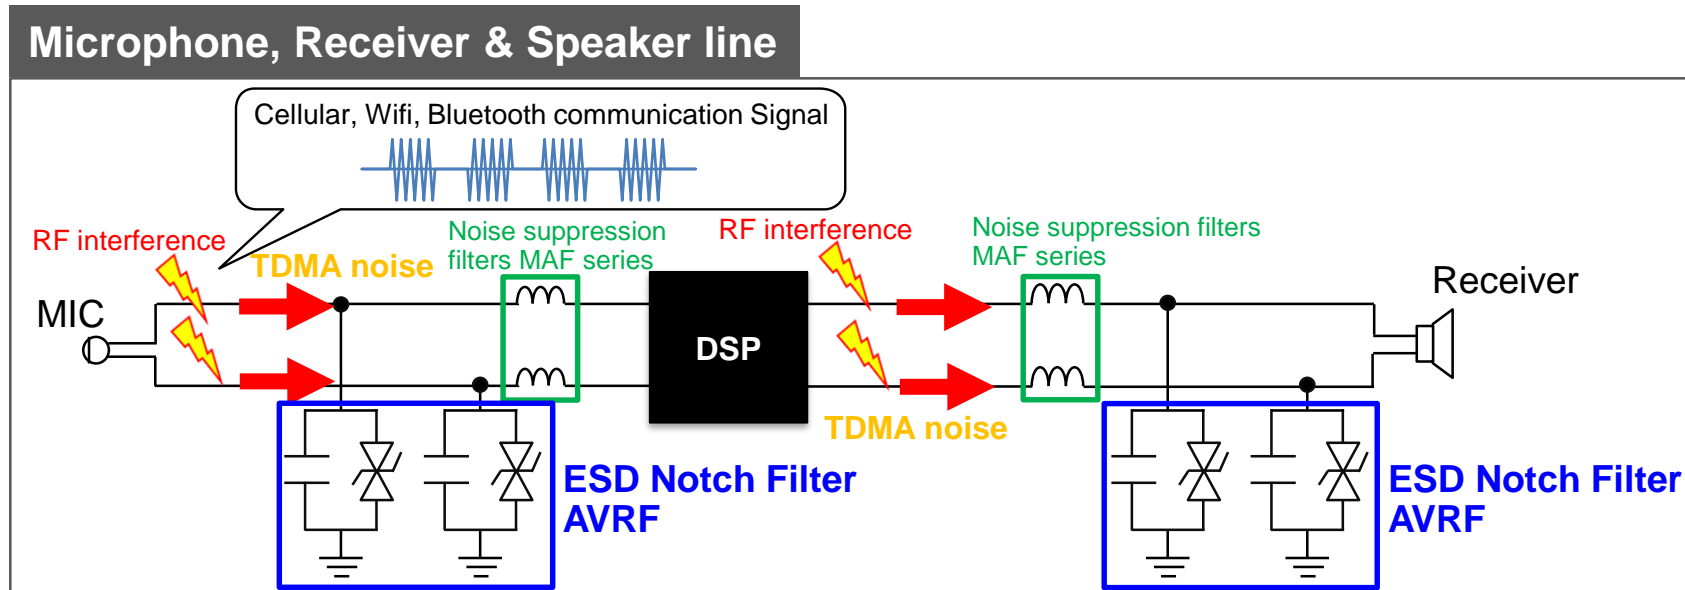 Microphone, Receiver & Speaker line
Cellular, Wifi, Bluetooth communication Signal
RF interference
TDMA noise
Noise suppression
filters MAF series
RF interference
Noise suppression filters
MAF series
Receiver
MIC
DSP
TDMA noise
ESD Notch Filter
AVRF
ESD Notch Filter
AVRF